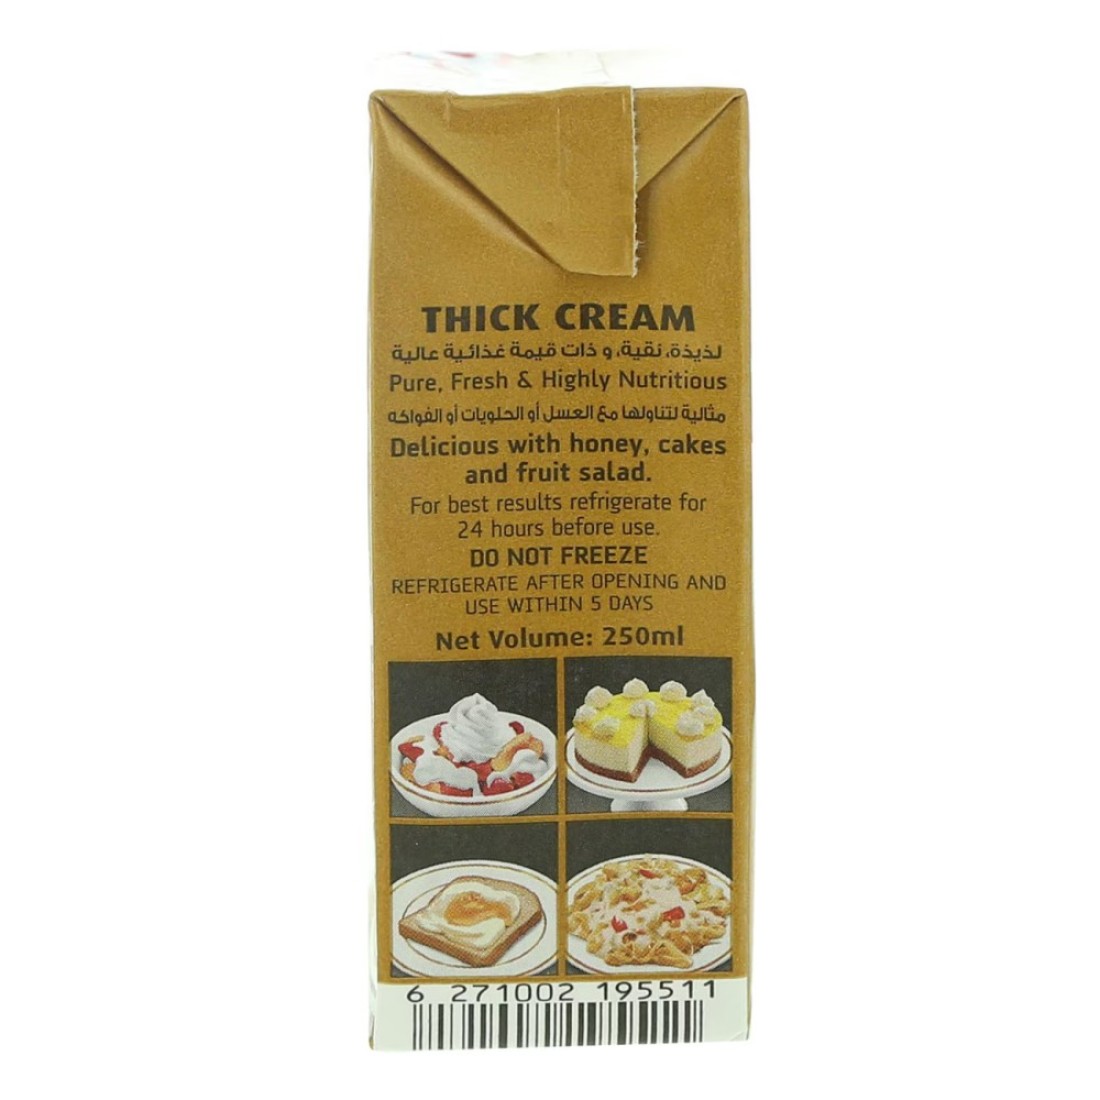 THICK CREAM
لذيذة، نقية، و ذات قيمة غذائية عالية
Pure, Fresh & Highly Nutritious
مثالية لتناولها مع العسل أو الحلويات أو الفواكه
Delicious with honey, cakes
and fruit salad.
For best results refrigerate for
24 hours before use.
DO NOT FREEZE
REFRIGERATE AFTER OPENING AND
USE WITHIN 5 DAYS
Net Volume: 250ml
6 271002 195511